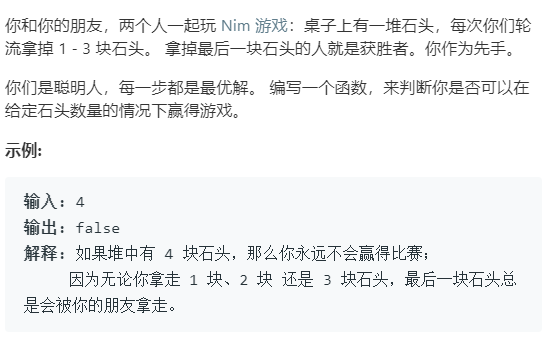 你和你的朋友，两个人一起玩 Nim 游戏：桌子上有一堆石头，每次你们轮
流拿掉 1 - 3 块石头。 拿掉最后一块石头的人就是获胜者。你作为先手。
你们是聪明人，每一步都是最优解。 编写一个函数，来判断你是否可以在
给定石头数量的情况下赢得游戏。
示例:
输入: 4
输出: false
解释: 如果堆中有 4 块石头，那么你永远不会赢得比赛；
因为无论你拿走 1 块、2 块 还是 3 块石头，最后一块石头总
是会被你的朋友拿走。